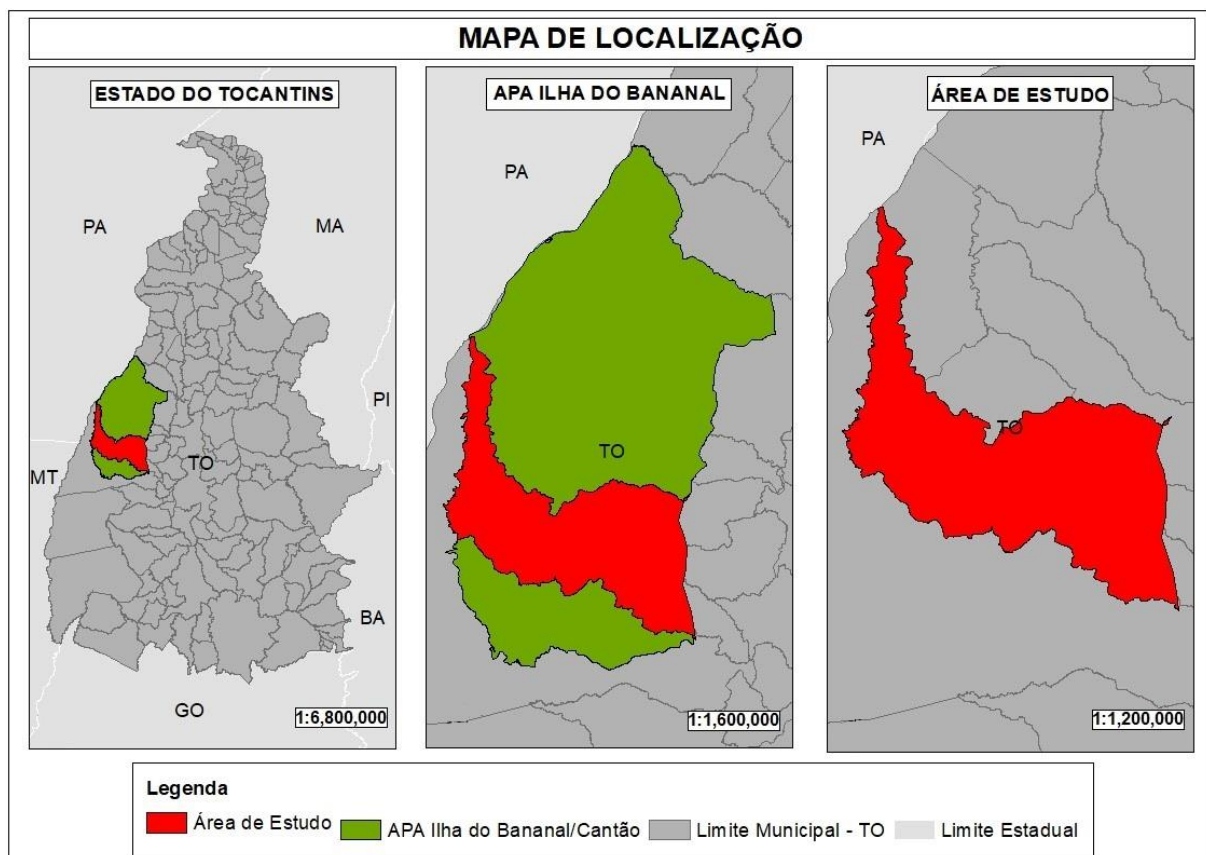 MAPA DE LOCALIZAÇÃO
ESTADO DO TOCANTINS
PA
MA
PI
MT
TO
BA
GO
1:6,800,000
APA ILHA DO BANANAL
PA
TO
1:1,600,000
ÁREA DE ESTUDO
PA
TO
1:1,200,000
Legenda
Área de Estudo APA Ilha do Bananal/Cantão Limite Municipal - TO Limite Estadual